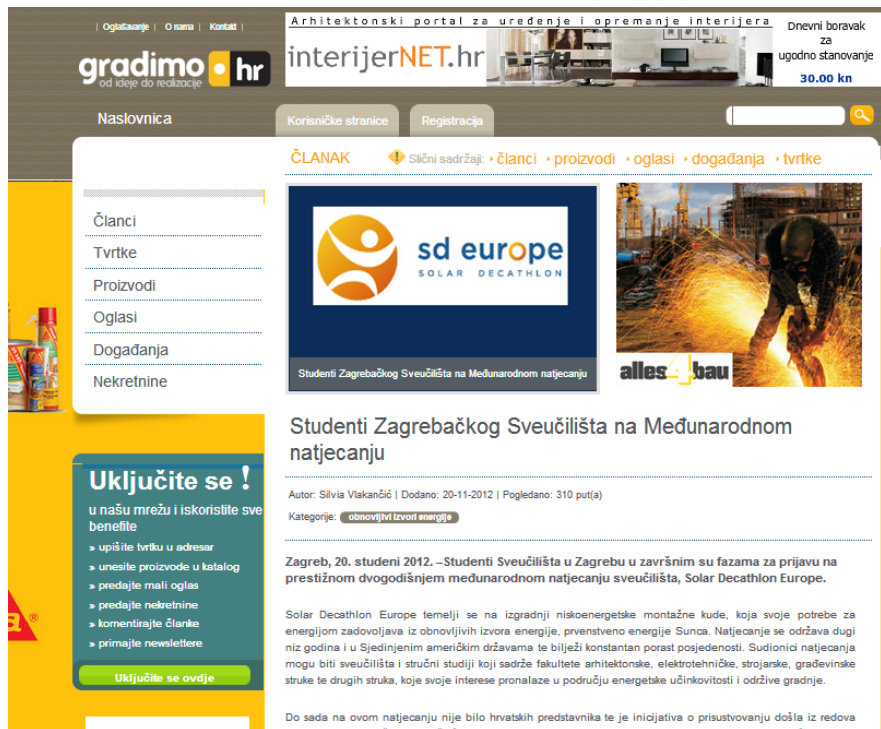 | Oglašavanje | O nama | Kontakt |
Arhitektonski portal za uređenje i opremanje interijera
interijerNET.hr
Dnevni boravak
za
ugodno stanovanje
30.00 kn
gradimo hr
od ideje do realizacije
Naslovnica
Korisničke stranice
Registracija
ČLANAK
Slični sadržaji: članci proizvodi oglasi događanja tvrtke
Članci
Tvrtke
Proizvodi
Oglasi
Događanja
Nekretnine
sd europe
SOLAR DECATHLON
Studenti Zagrebačkog Sveučilišta na Međunarodnom natjecanju
alles4bau
Studenti Zagrebačkog Sveučilišta na Međunarodnom
natjecanju
Autor: Silvia Vlakančić | Dodano: 20-11-2012 | Pogledano: 310 put(a)
Kategorije: obnovljivi izvori energije
Uključite se !
u našu mrežu i iskoristite sve
benefite
» upišite tvrtku u adresar
» unesite proizvode u katalog
» predajte mali oglas
» predajte nekretnine
» komentirajte članke
» primajte newslettere
Uključite se ovdje
Zagreb, 20. studeni 2012. –Studenti Sveučilišta u Zagrebu u završnim su fazama za prijavu na
prestižnom dvogodišnjem međunarodnom natjecanju sveučilišta, Solar Decathlon Europe.
Solar Decathlon Europe temelji se na izgradnji niskoenergetske montažne kuđe, koja svoje potrebe za
energijom zadovoljava iz obnovljivih izvora energije, prvenstveno energije Sunca. Natjecanje se održava dugi
niz godina i u Sjedinjenim američkim državama te bilježi konstantan porast posjedenosti. Sudionici natjecanja
mogu biti sveučilišta i stručni studiji koji sadrže fakultete arhitektonske, elektrotehničke, strojarske, građevinske
struke te drugih struka, koje svoje interese pronalaze u području energetske učinkovitosti i održive gradnje.
Do sada na ovom natjecanju nije bilo hrvatskih predstavnika te je inicijativa o prisustvovanju došla iz redova